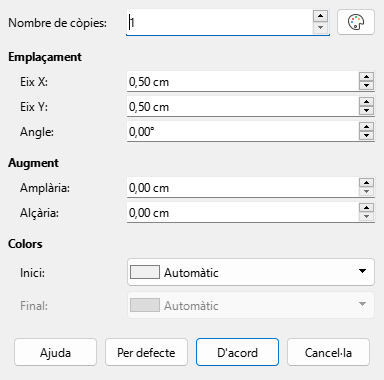 Nombre de còpies: 1
Emplaçament
Eix X: 0,50 cm
Eix Y: 0,50 cm
Angle: 0,00°
Augment
Amplària: 0,00 cm
Alçària: 0,00 cm
Colors
Inici: Automàtic
Final: Automàtic
Ajuda Per defecte D'acord Cancel·la